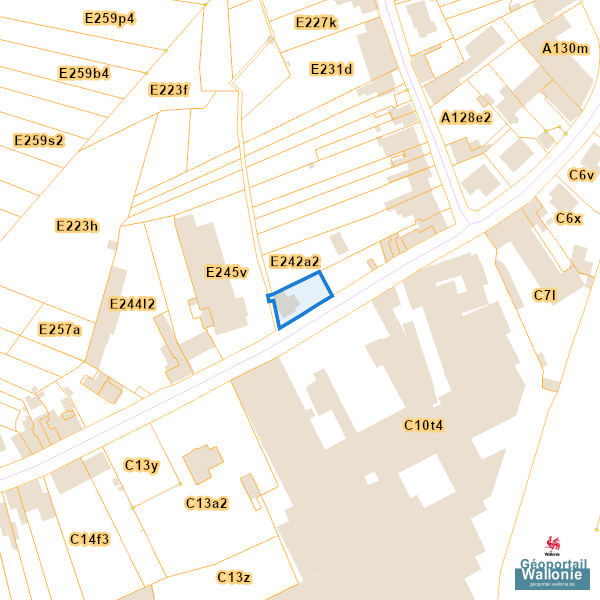 E259p4
E227k
A130m
E231d
E259b4
E223f
A128e2
E259s2
C6v
C6x
E223h
E242a2
E245v
C7l
E244l2
E257a
C10t4
C13y
C13a2
C14f3
C13z
Wallonie
Géoportail
Wallonie
geoportail.wallonie.be